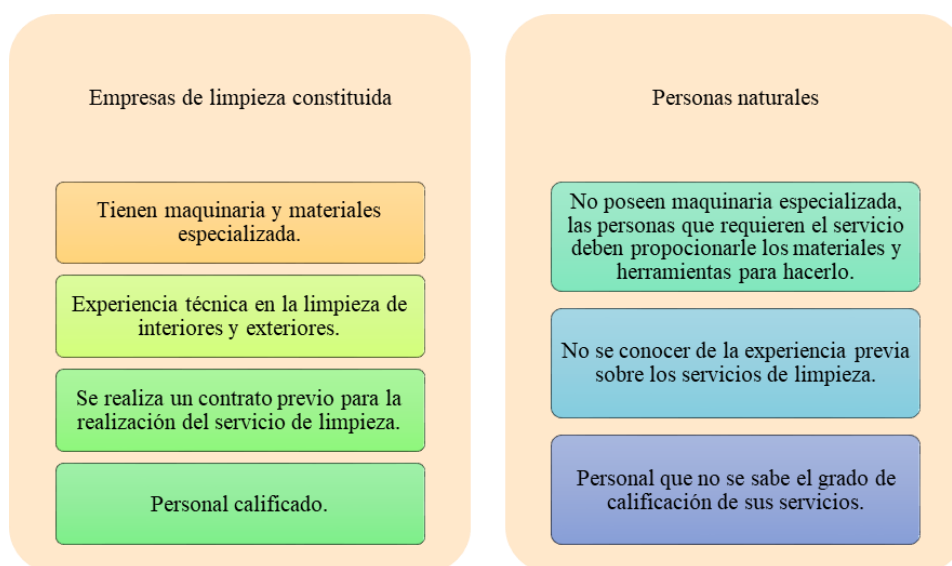 Empresas de limpieza constituida
Tienen maquinaria y materiales
especializada.
Experiencia técnica en la limpieza de
interiores y exteriores.
Se realiza un contrato previo para la
realización del servicio de limpieza.
Personal calificado.
Personas naturales
No poseen maquinaria especializada,
las personas que requieren el servicio
deben propocionarle los materiales y
herramientas para hacerlo.
No se conocer de la experiencia previa
sobre los servicios de limpieza.
Personal que no se sabe el grado de
calificación de sus servicios.